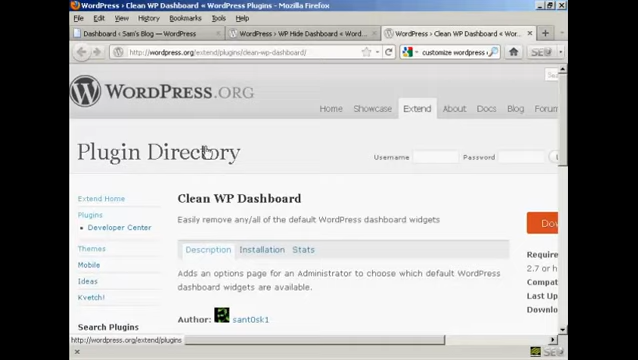 WordPress › Clean WP Dashboard « WordPress Plugins - Mozilla Firefox
File Edit View History Bookmarks Tools Help
Dashboard ‹ Sam's Blog — WordPress
WordPress › WP Hide Dashboard « Word...
WordPress › Clean WP Dashboard « Wor...
http://wordpress.org/extend/plugins/clean-wp-dashboard/
customize wordpress
SEO
WORDPRESS.ORG
Home Showcase Extend About Docs Blog Forum
Plugin Directory
Username
Password
Extend Home
Plugins
Developer Center
Themes
Mobile
Ideas
Kvetch!
Search Plugins
Clean WP Dashboard
Easily remove any/all of the default WordPress dashboard widgets
Description Installation Stats
Adds an options page for an Administrator to choose which default WordPress
dashboard widgets are available.
Author: sant0sk1
Dow
Require
2.7 or h
Compat
Last Up
Downlo
http://wordpress.org/extend/plugins
SEO